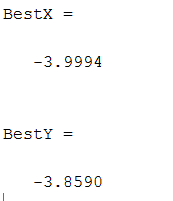 BestX =
-3.9994
BestY =
-3.8590